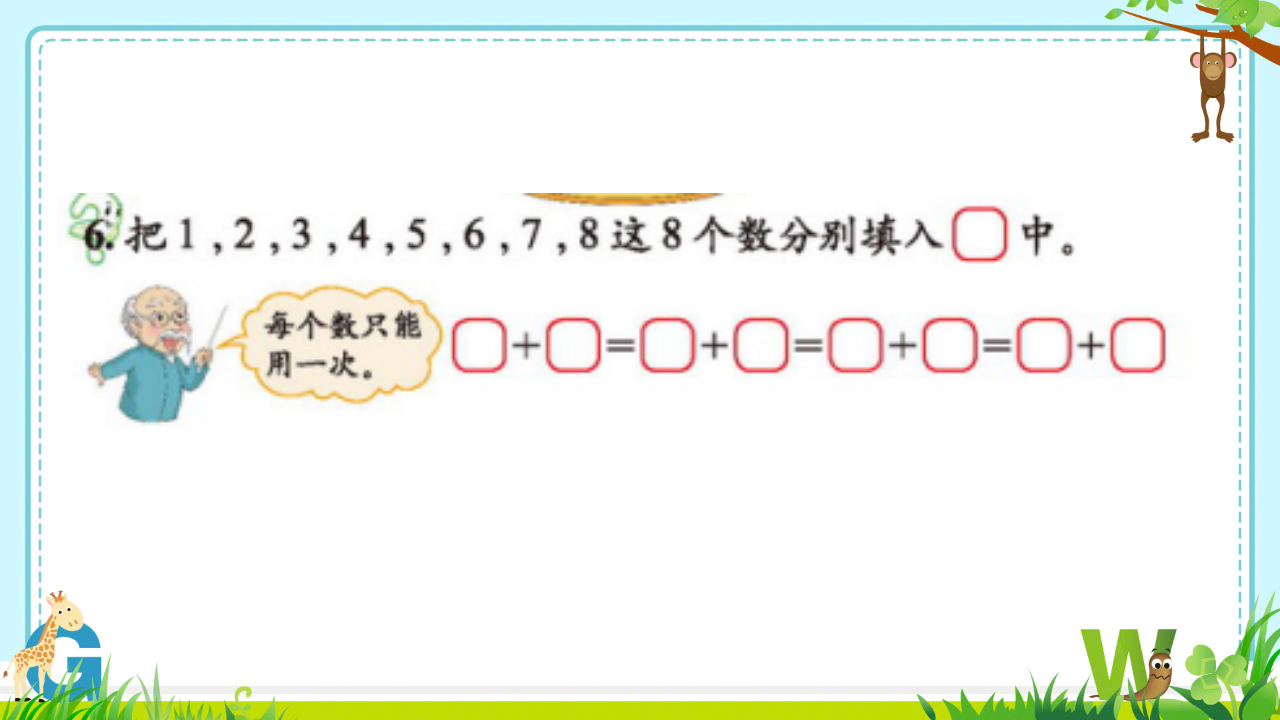 6. 把1,2,3,4,5,6,7,8这8个数分别填入□中。
每个数只能
用一次。
□+□=□+□=□+□=□+□
G
W